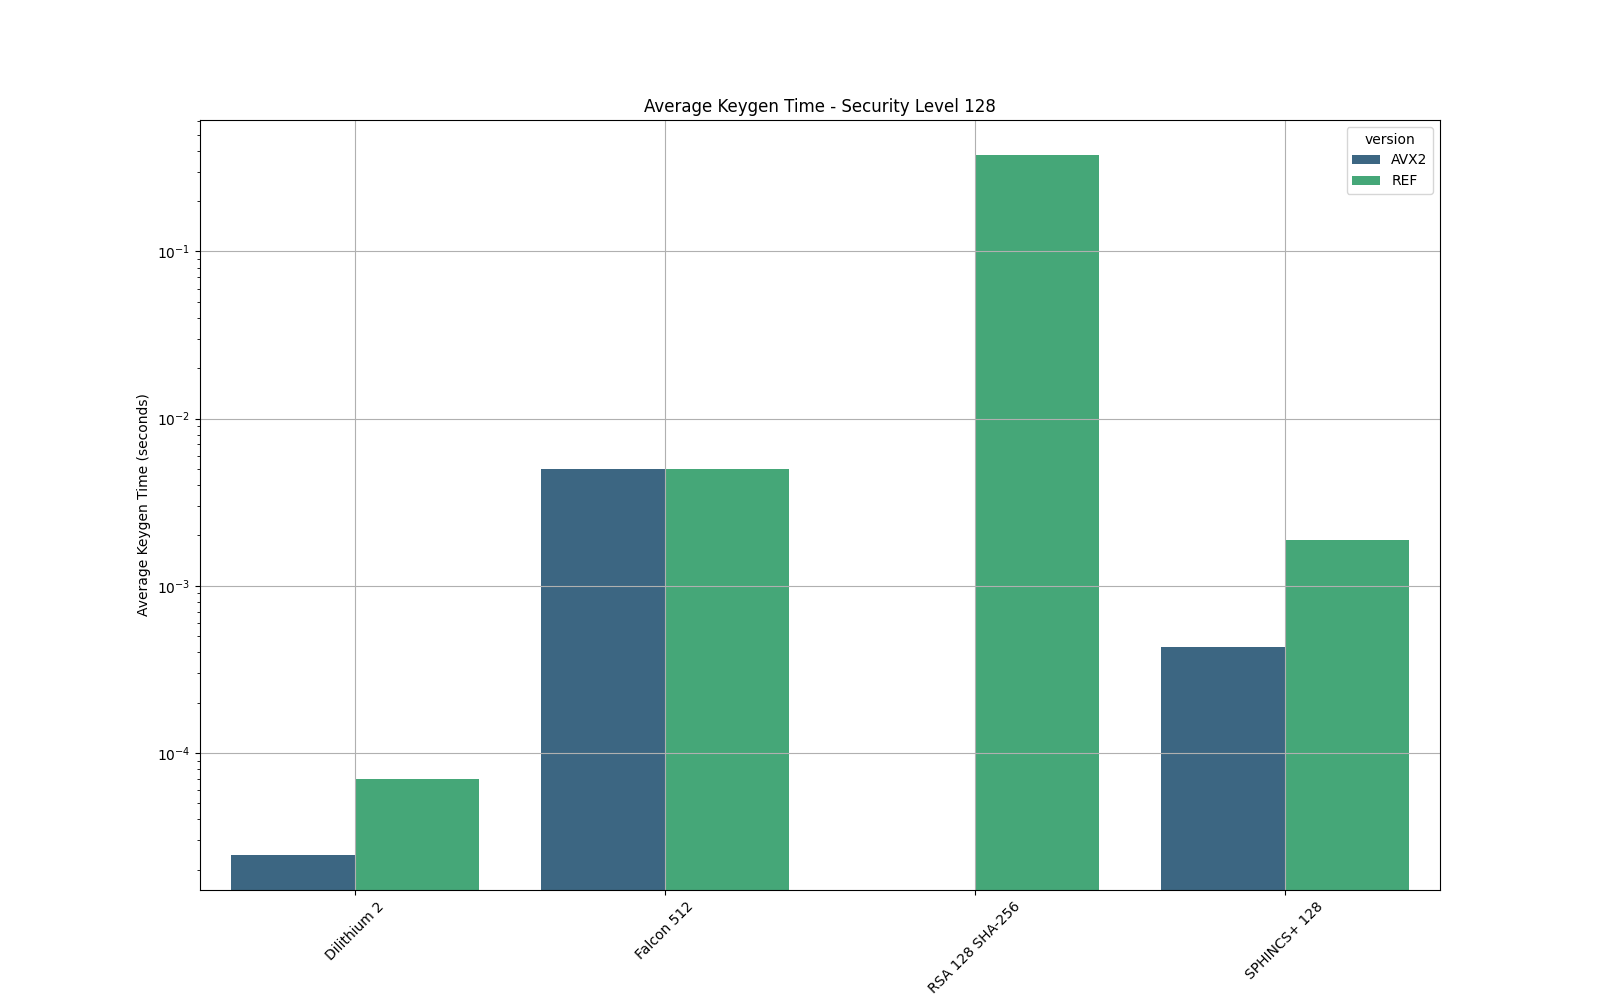 Average Keygen Time - Security Level 128
version
AVX2
REF
Average Keygen Time (seconds)
10⁻¹
10⁻²
10⁻³
10⁻⁴
Dilithium 2
Falcon 512
RSA 128 SHA-256
SPHINCS+ 128